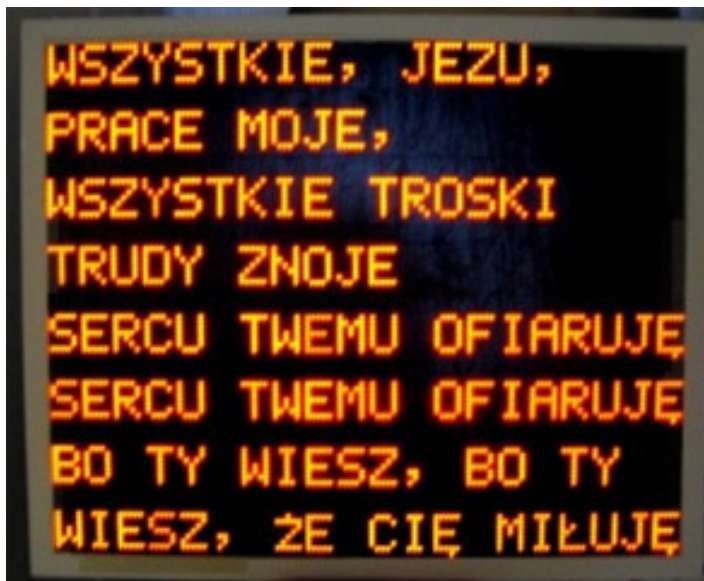 WSZYSTKIE, JEZU,
PRACE MOJE,
WSZYSTKIE TROSKI
TRUDY ZNOJE
SERCU TWEMU OFIARUJĘ
SERCU TWEMU OFIARUJĘ
BO TY WIESZ, BO TY
WIESZ, ŻE CIĘ MIŁUJĘ